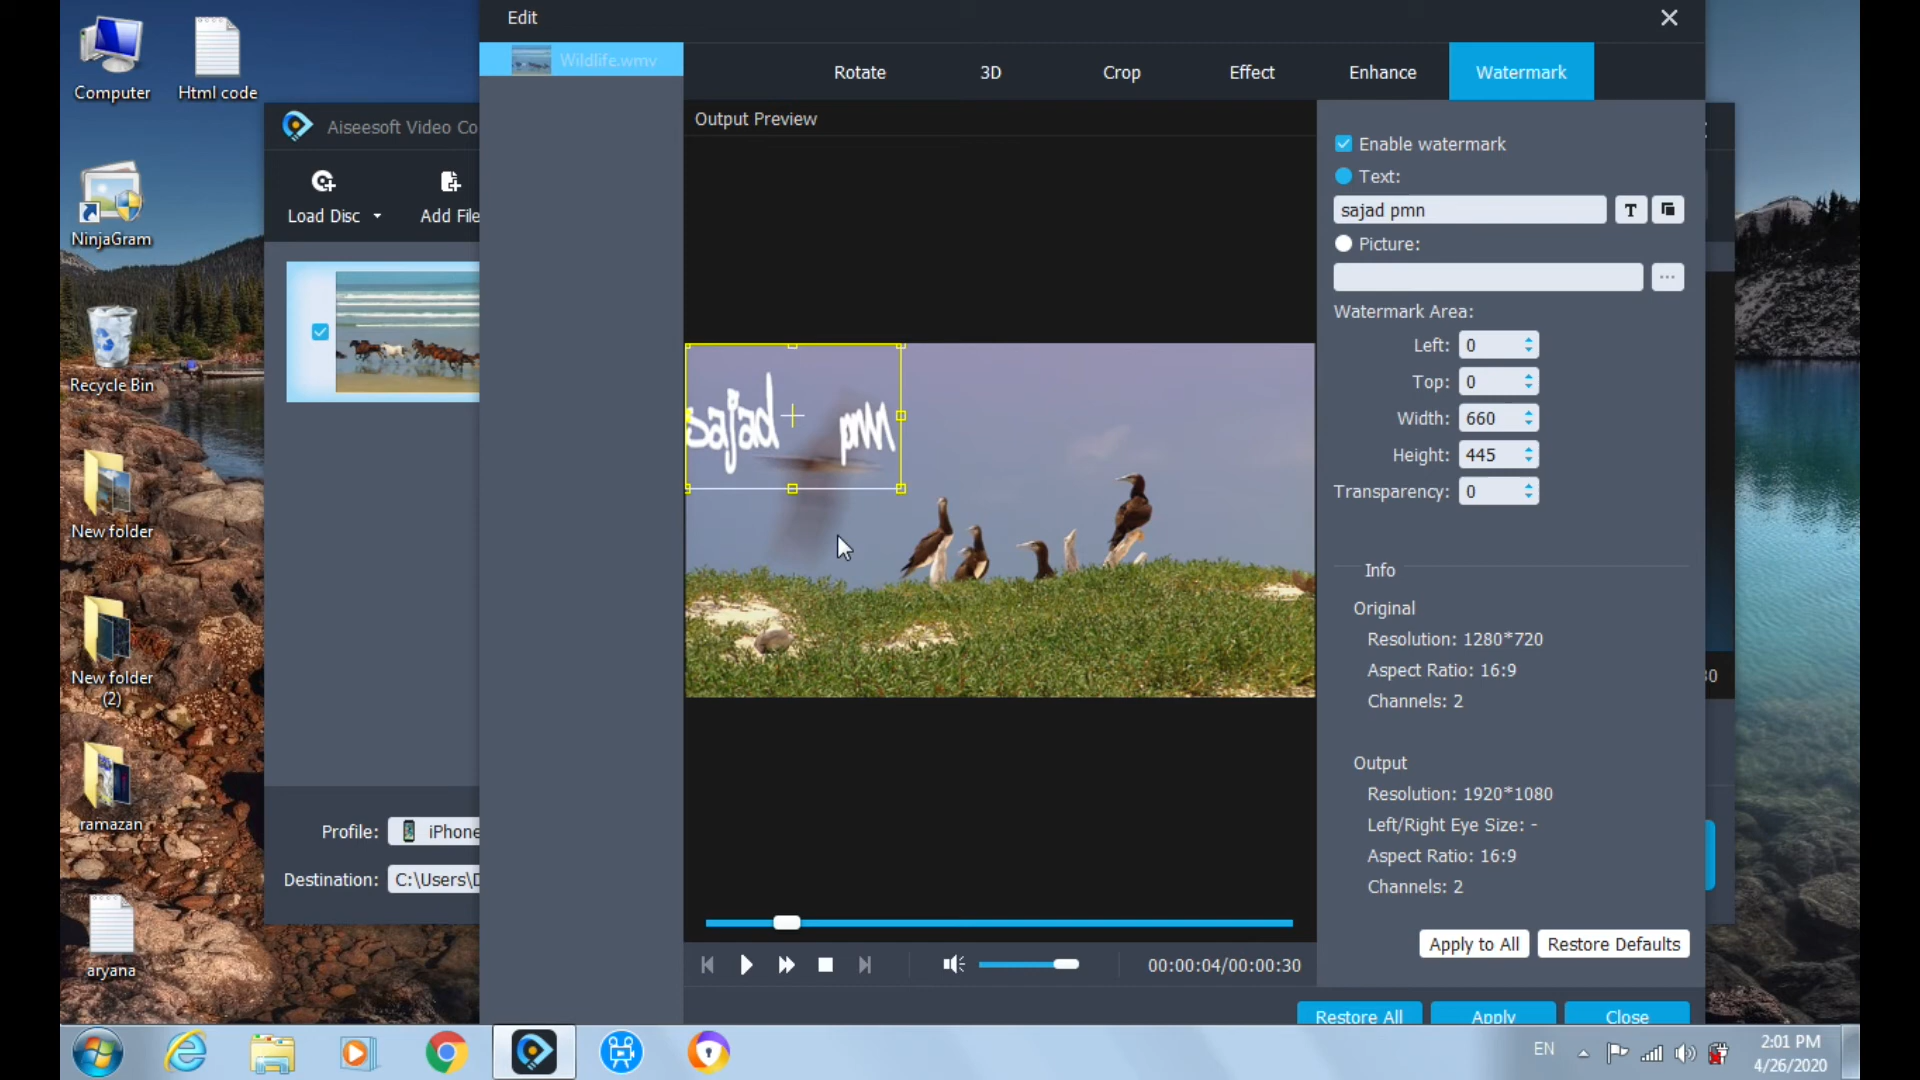 Edit
Computer
Html code
NinjaGram
Recycle Bin
New folder
New folder
(2)
ramazan
aryana
Aiseesoft Video Co
Load Disc
Add File
Profile:
iPhone
Destination:
C:\Users\D
Wildlife.wmv
Rotate
3D
Crop
Effect
Enhance
Watermark
Output Preview
sajad pmn
00:00:04/00:00:30
Enable watermark
Text:
sajad pmn
T
Picture:
...
Watermark Area:
Left: 0
Top: 0
Width: 660
Height: 445
Transparency: 0
Info
Original
Resolution: 1280*720
Aspect Ratio: 16:9
Channels: 2
Output
Resolution: 1920*1080
Left/Right Eye Size: -
Aspect Ratio: 16:9
Channels: 2
Apply to All
Restore Defaults
Restore All
Apply
Close
EN
2:01 PM
4/26/2020